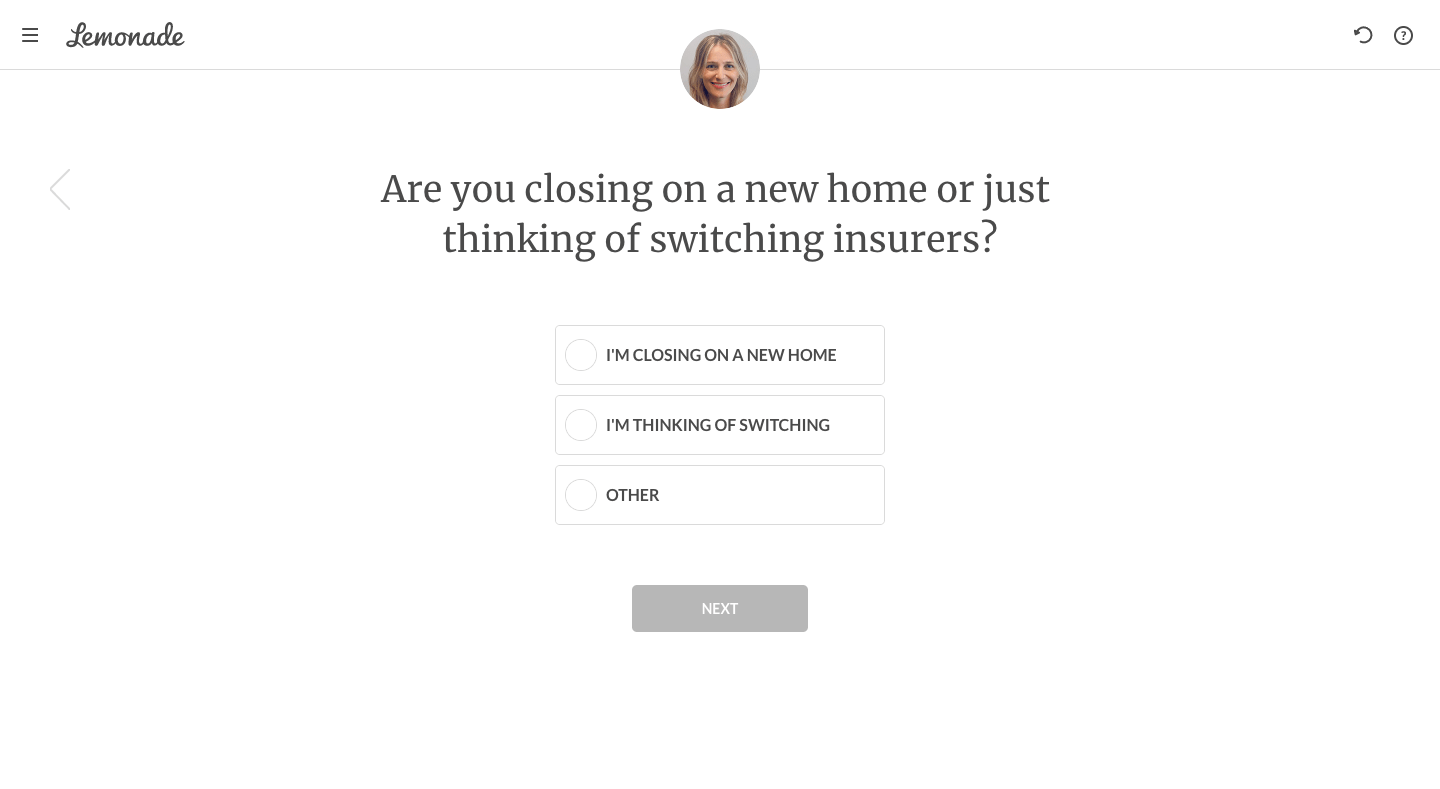 Lemonade
?
Are you closing on a new home or just
thinking of switching insurers?
I'M CLOSING ON A NEW HOME
I'M THINKING OF SWITCHING
OTHER
NEXT